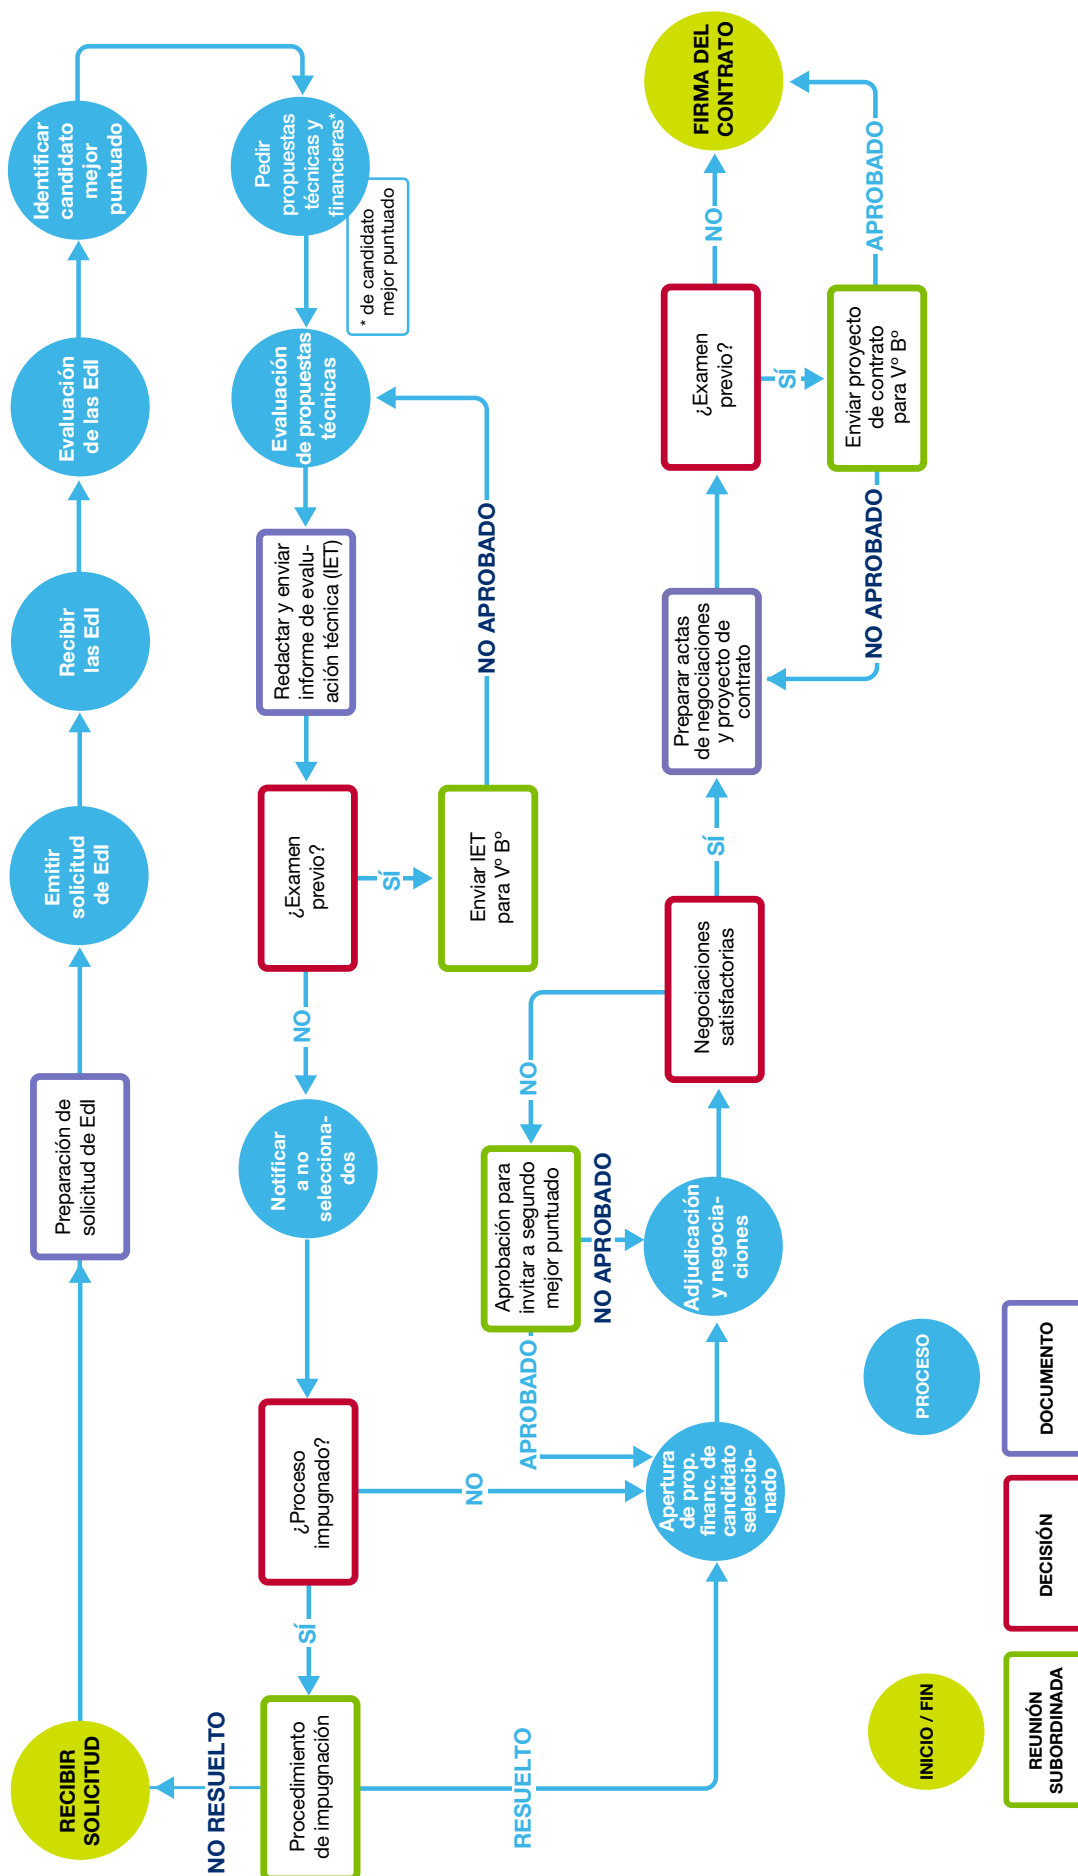 RECIBIR
SOLICITUD
Preparación de
solicitud de EdI
Emitir
solicitud
de EdI
Recibir
las EdI
Evaluación
de las EdI
Identificar
candidato
mejor
puntuado
Pedir
propuestas
técnicas y
financieras*
* de candidato
mejor puntuado
Evaluación
de propuestas
técnicas
Redactar y enviar
informe de evalu-
ación técnica (IET)
¿Examen
previo?
SÍ
Enviar IET
para Vº Bº
NO APROBADO
NO
Notificar
a no
selecciona-
dos
¿Proceso
impugnado?
SÍ
Procedimiento
de impugnación
NO RESUELTO
RESUELTO
NO
Apertura
de prop.
financ. de
candidato
seleccio-
nado
Adjudicación
y negocia-
ciones
Negociaciones
satisfactorias
NO
Aprobación para
invitar a segundo
mejor puntuado
APROBADO
NO APROBADO
SÍ
Preparar actas
de negociaciones
y proyecto de
contrato
¿Examen
previo?
SÍ
Enviar proyecto
de contrato
para Vº Bº
NO APROBADO
APROBADO
NO
FIRMA DEL
CONTRATO
INICIO / FIN
PROCESO
REUNIÓN
SUBORDINADA
DECISIÓN
DOCUMENTO